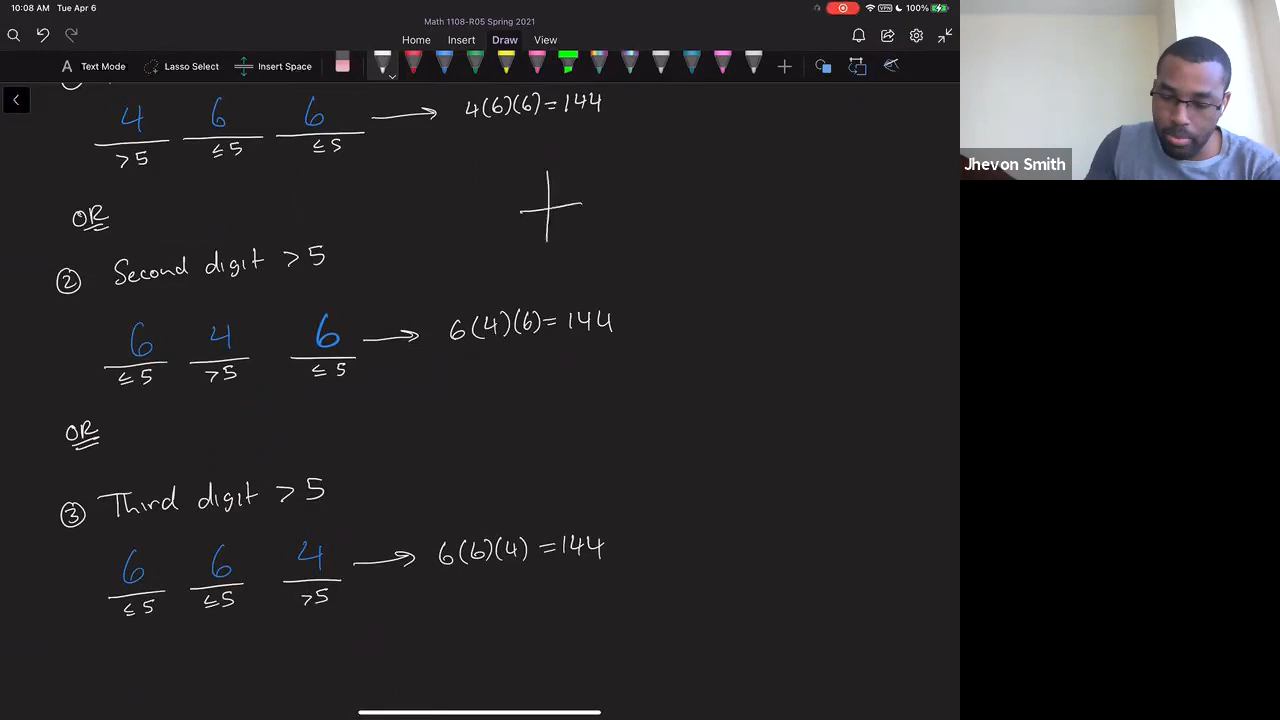 10:08 AM Tue Apr 6
100%
VPN
Math 1108-R05 Spring 2021
Home Insert Draw View
Text Mode Lasso Select Insert Space
4 6 6 → 4(6)(6)=144
>5 ≤5 ≤5
+
OR
② Second digit >5
6 4 6 → 6(4)(6)=144
≤5 >5 ≤5
OR
③ Third digit >5
6 6 4 → 6(6)(4)=144
≤5 ≤5 >5
Jhevon Smith